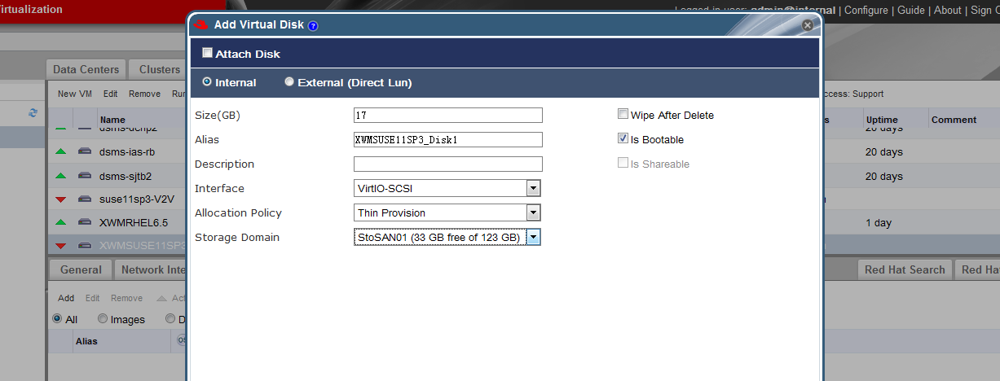 irtualization
Logged in user: admin@internal | Configure | Guide | About | Sign O
Add Virtual Disk
Attach Disk
Data Centers Clusters
Internal External (Direct Lun)
New VM Edit Remove Ru
ccess: Support
Size(GB) 17 Wipe After Delete
Name
s Uptime Comment
dsms-dcfip2 20 days
Alias XWMSUSE11SP3_Disk1 Is Bootable
dsms-ias-rb 20 days
Description Is Shareable
dsms-sjtb2 20 days
Interface VirtIO-SCSI
suse11sp3-V2V
Allocation Policy Thin Provision
XWMRHEL6.5 1 day
Storage Domain StoSAN01 (33 GB free of 123 GB)
XWMSUSE11SP3
General Network Inte
Red Hat Search Red Ha
Add Edit Remove Act
All Images D
Alias OS